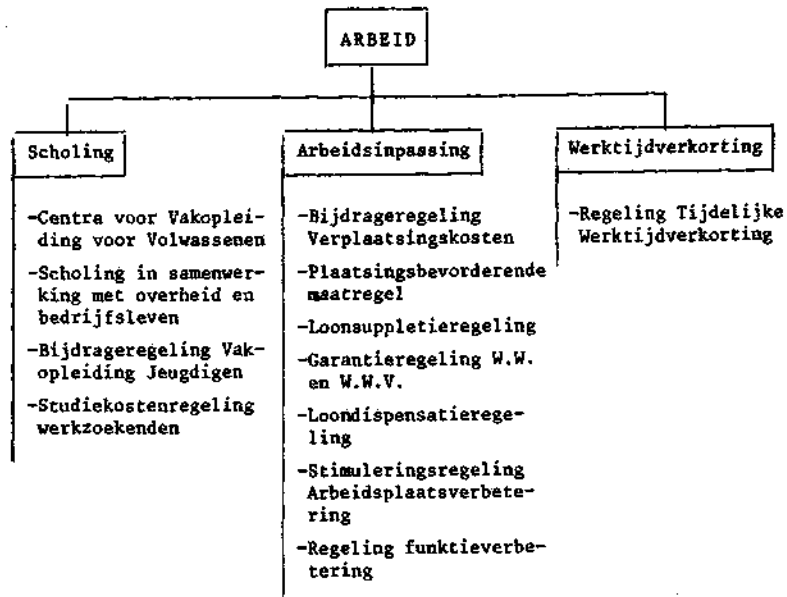 ARBEID
Scholing
-Centra voor Vakoplei-
ding voor Volwassenen
-Scholing in samenwer-
king met overheid en
bedrijfsleven
-Bijdrageregeling Vak-
opleiding Jeugdigen
-Studiekostenregeling
werkzoekenden
Arbeidsinpassing
-Bijdrageregeling
Verplaatsingskosten
-Plaatsingsbevorderende
maatregel
-Loonsuppletieregeling
-Garantieregeling W.W.
en W.W.V.
-Loondispensatierege-
ling
-Stimuleringsregeling
Arbeidsplaatsverbete-
ring
-Regeling funktieverbe-
tering
Werktijdverkorting
-Regeling Tijdelijke
Werktijdverkorting